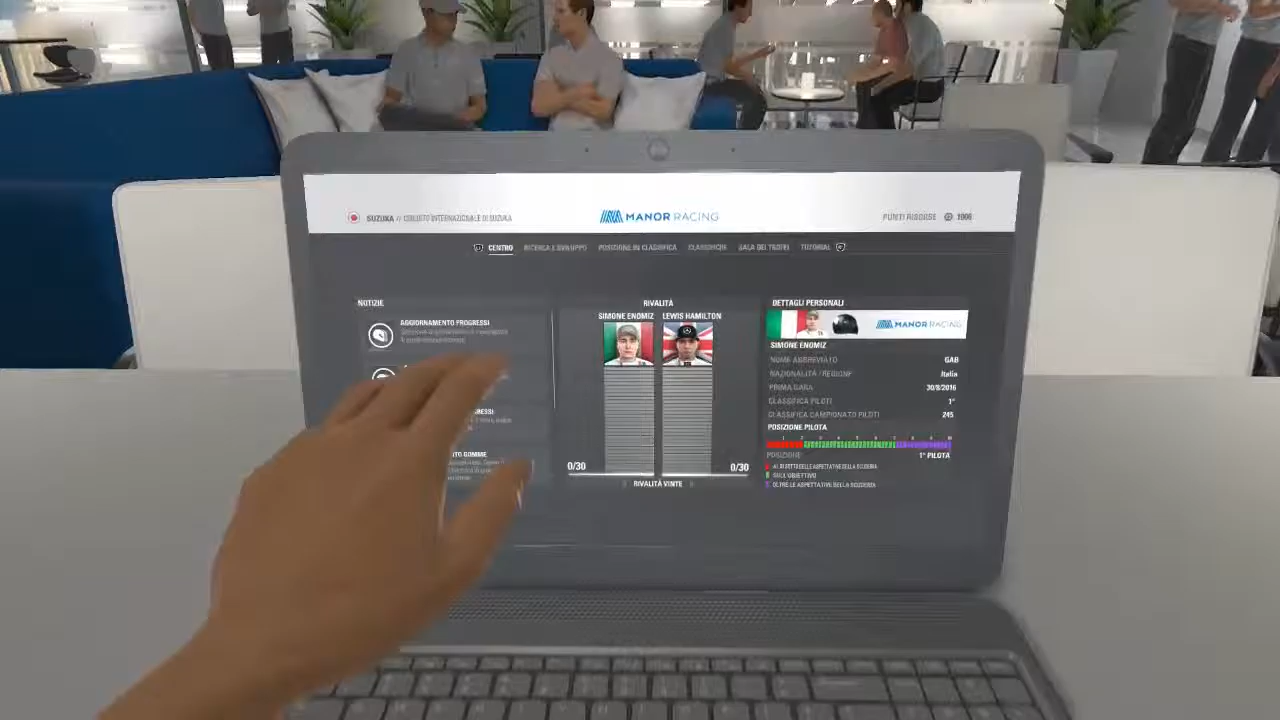 SUZUKA // CIRCUITO INTERNAZIONALE DI SUZUKA
MANOR RACING
PUNTI RISORSE 1000
CENTRO RICERCA E SVILUPPO POSIZIONE IN CLASSIFICA CLASSIFICHE SALA DEI TROFEI TUTORIAL
NOTIZIE
AGGIORNAMENTO PROGRESSI
RIVALITÀ
SIMONE ENOMIZ LEWIS HAMILTON
0/30 0/30
RIVALITÀ VINTE
DETTAGLI PERSONALI
MANOR RACING
SIMONE ENOMIZ
NOME ABBREVIATO GAB
NAZIONALITÀ / REGIONE Italia
PRIMA GARA 30/8/2016
CLASSIFICA PILOTI 1°
CLASSIFICA CAMPIONATO PILOTI 245
POSIZIONE PILOTA
POSIZIONE 1° PILOTA
AL DI SOTTO DELLE ASPETTATIVE DELLA SCUDERIA
SULL'OBIETTIVO
OLTRE LE ASPETTATIVE DELLA SCUDERIA